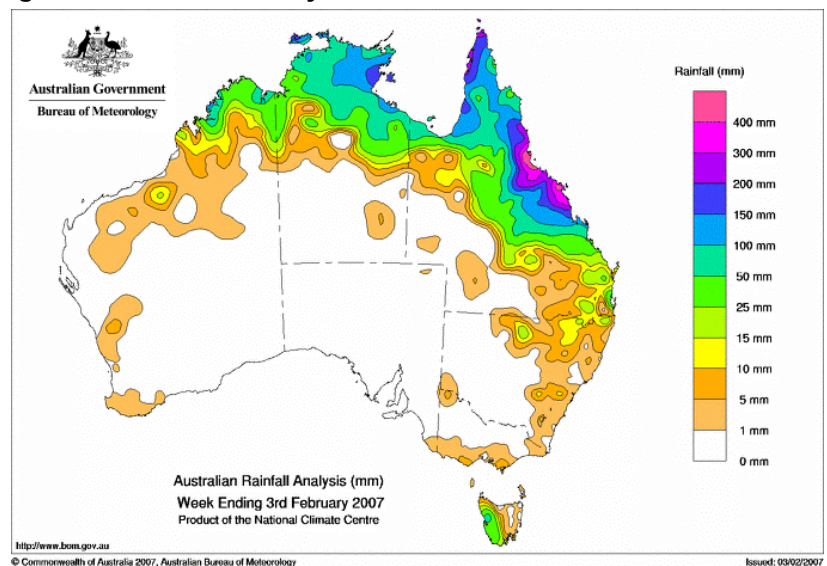 Australian Government
Bureau of Meteorology
Rainfall (mm)
400 mm
300 mm
200 mm
150 mm
100 mm
50 mm
25 mm
15 mm
10 mm
5 mm
1 mm
0 mm
Australian Rainfall Analysis (mm)
Week Ending 3rd February 2007
Product of the National Climate Centre
http://www.bom.gov.au
© Commonwealth of Australia 2007, Australian Bureau of Meteorology
Issued: 03/02/2007